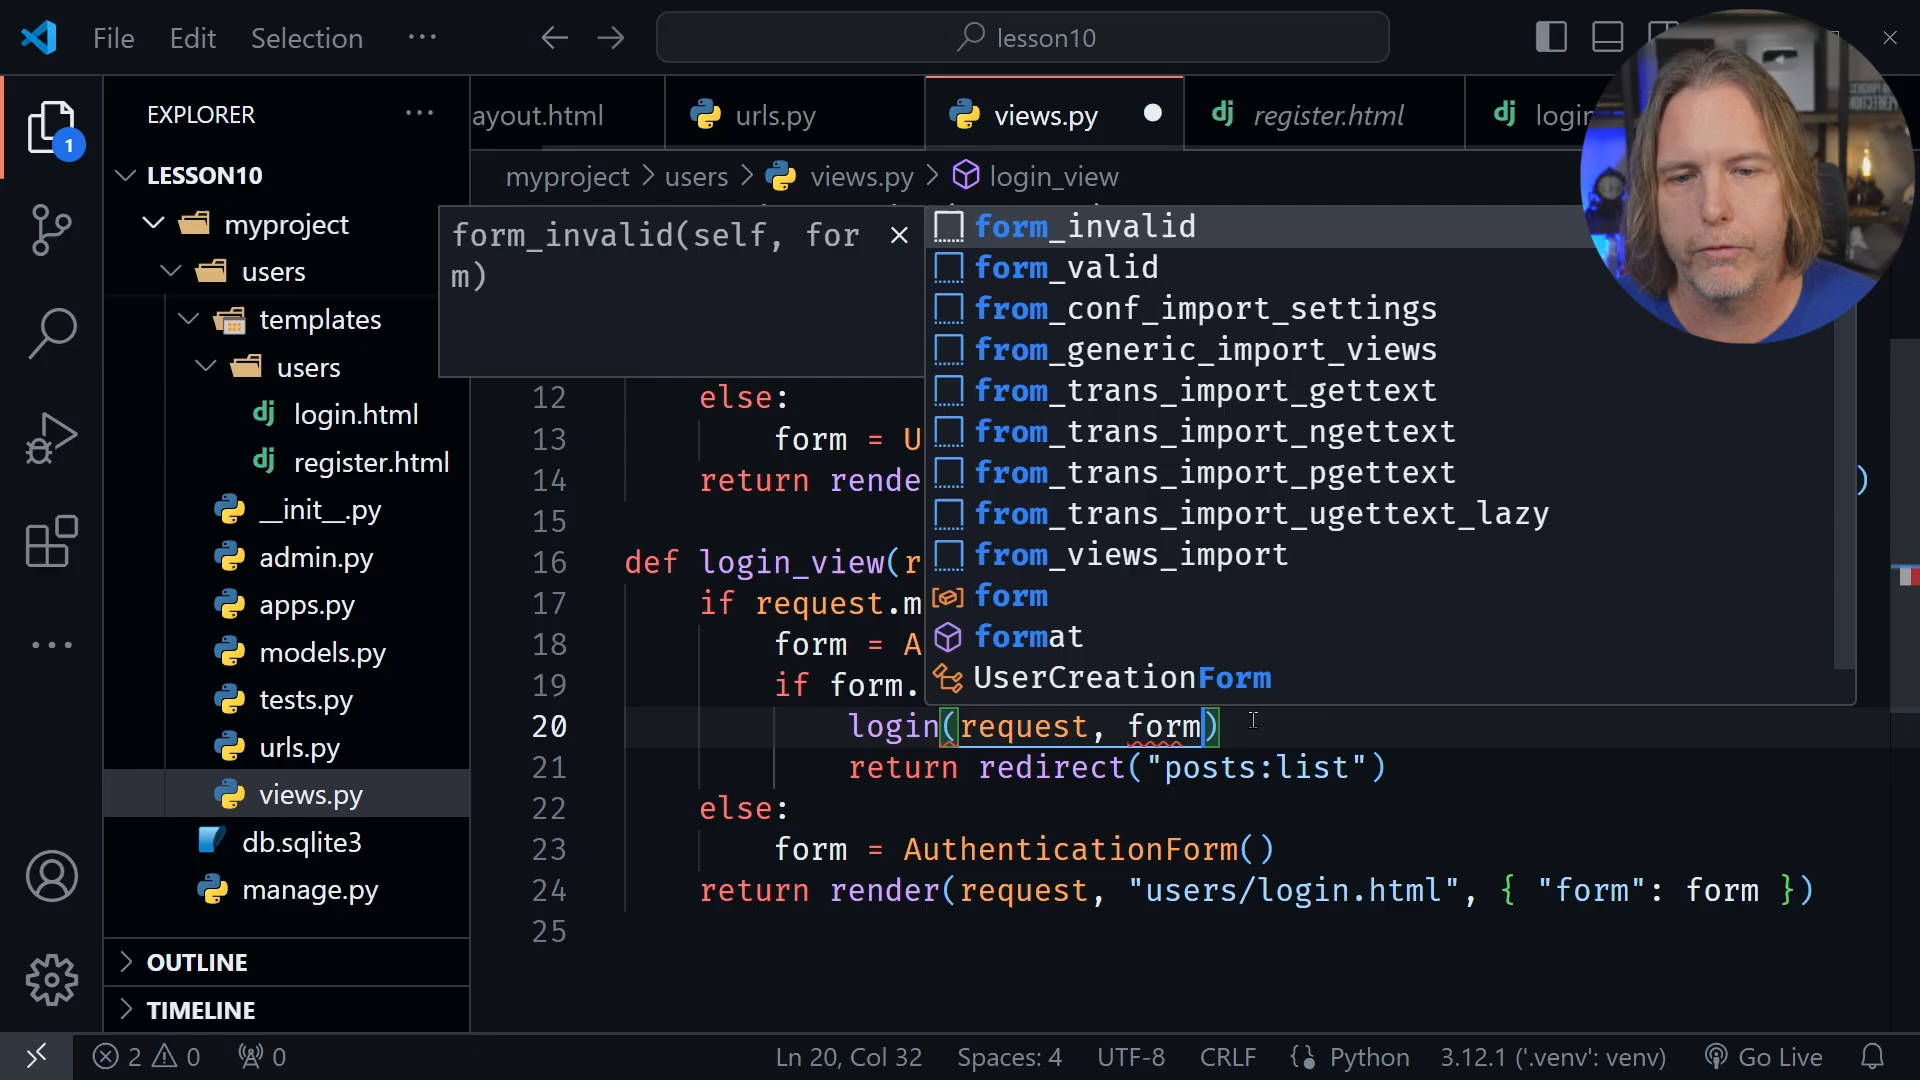 File Edit Selection ··· lesson10
EXPLORER ···
ayout.html urls.py views.py register.html login
myproject > users > views.py > login_view
1
LESSON10
myproject
users
templates
users
login.html
register.html
__init__.py
admin.py
apps.py
models.py
tests.py
urls.py
views.py
db.sqlite3
manage.py
OUTLINE
TIMELINE
form_invalid(self, for
m)
form_invalid
form_valid
from_conf_import_settings
from_generic_import_views
from_trans_import_gettext
from_trans_import_ngettext
from_trans_import_pgettext
from_trans_import_ugettext_lazy
from_views_import
form
format
UserCreationForm
12 else:
13 form = U
14 return rende )
15
16 def login_view(r
17 if request.m
18 form = A
19 if form.
20 login(request, form)
21 return redirect("posts:list")
22 else:
23 form = AuthenticationForm()
24 return render(request, "users/login.html", { "form": form })
25
2 0 0 Ln 20, Col 32 Spaces: 4 UTF-8 CRLF Python 3.12.1 ('.venv': venv) Go Live